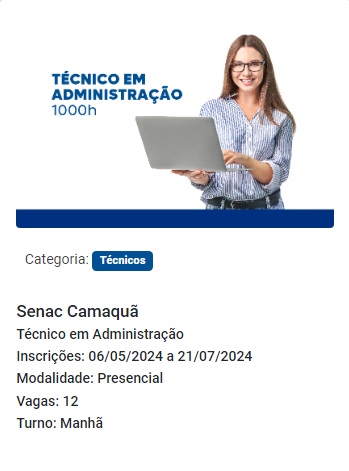 TÉCNICO EM
ADMINISTRAÇÃO
1000h
Categoria: Técnicos
Senac Camaquã
Técnico em Administração
Inscrições: 06/05/2024 a 21/07/2024
Modalidade: Presencial
Vagas: 12
Turno: Manhã